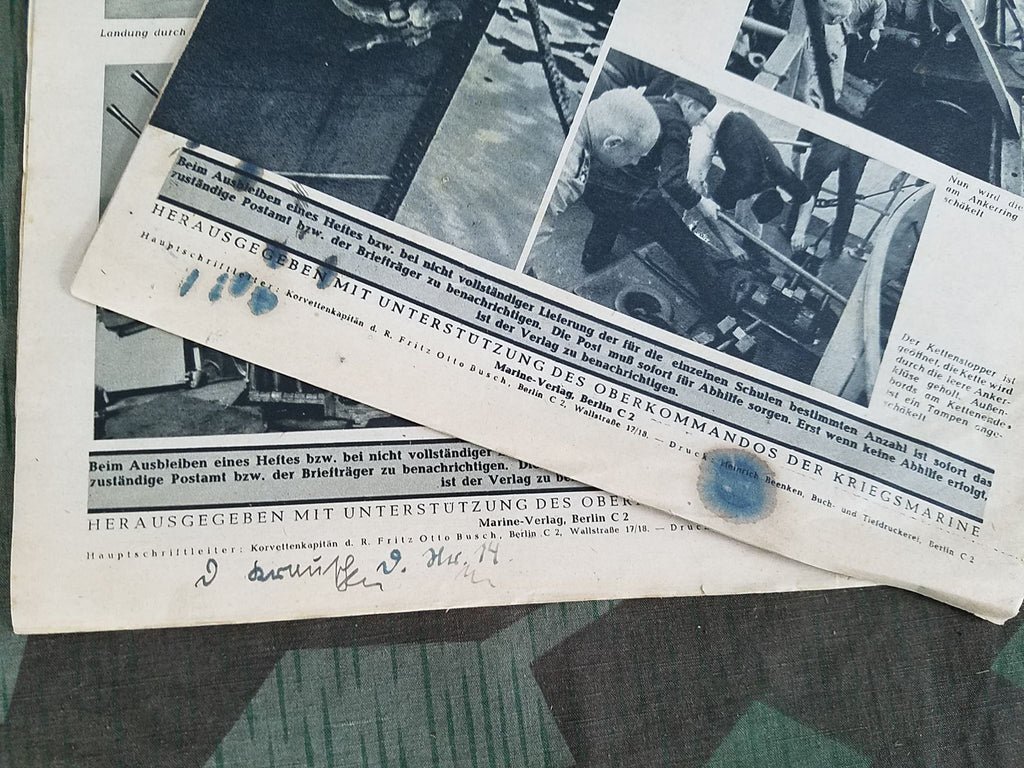 Landung durch
Nun wird die
am Ankerring
schäkelt
Der Kettenstopper ist
geöffnet, die Kette wird
durch die leere Anker-
klüse geholt. Außen-
bords am Kettenende
ist ein Tampen ange-
schäkelt.
Beim Ausbleiben eines Heftes bzw. bei nicht vollständiger Lieferung der für die einzelnen Schulen bestimmten Anzahl ist sofort das
zuständige Postamt bzw. der Briefträger zu benachrichtigen. Die Post muß sofort für Abhilfe sorgen. Erst wenn keine Abhilfe erfolgt,
ist der Verlag zu benachrichtigen.
HERAUSGEGEBEN MIT UNTERSTÜTZUNG DES OBERKOMMANDOS DER KRIEGSMARINE
Marine-Verlag, Berlin C 2
Hauptschriftleiter: Korvettenkapitän d. R. Fritz Otto Busch, Berlin C 2, Wallstraße 17/18. — Druck: Heinrich Beenken, Buch- und Tiefdruckerei, Berlin C 2
Beim Ausbleiben eines Heftes bzw. bei nicht vollständiger
zuständige Postamt bzw. der Briefträger zu benachrichtigen. Die
ist der Verlag zu be
HERAUSGEGEBEN MIT UNTERSTÜTZUNG DES OBER
Marine-Verlag, Berlin C 2
Hauptschriftleiter: Korvettenkapitän d. R. Fritz Otto Busch, Berlin C 2, Wallstraße 17/18. — Druck
Nr. 14.